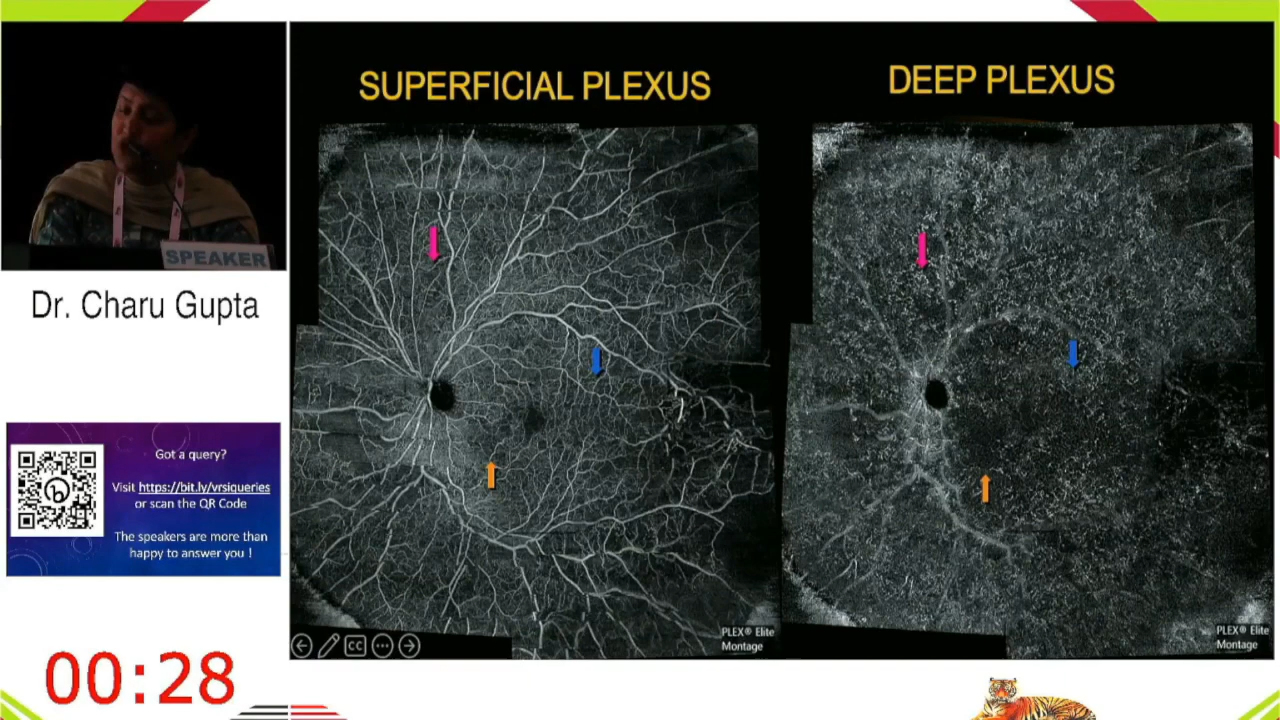 SUPERFICIAL PLEXUS
DEEP PLEXUS
SPEAKER
Dr. Charu Gupta
Got a query?
Visit https://bit.ly/vrsiqueries
or scan the QR Code
The speakers are more than
happy to answer you !
00:28
CC
PLEX® Elite
Montage
PLEX® Elite
Montage